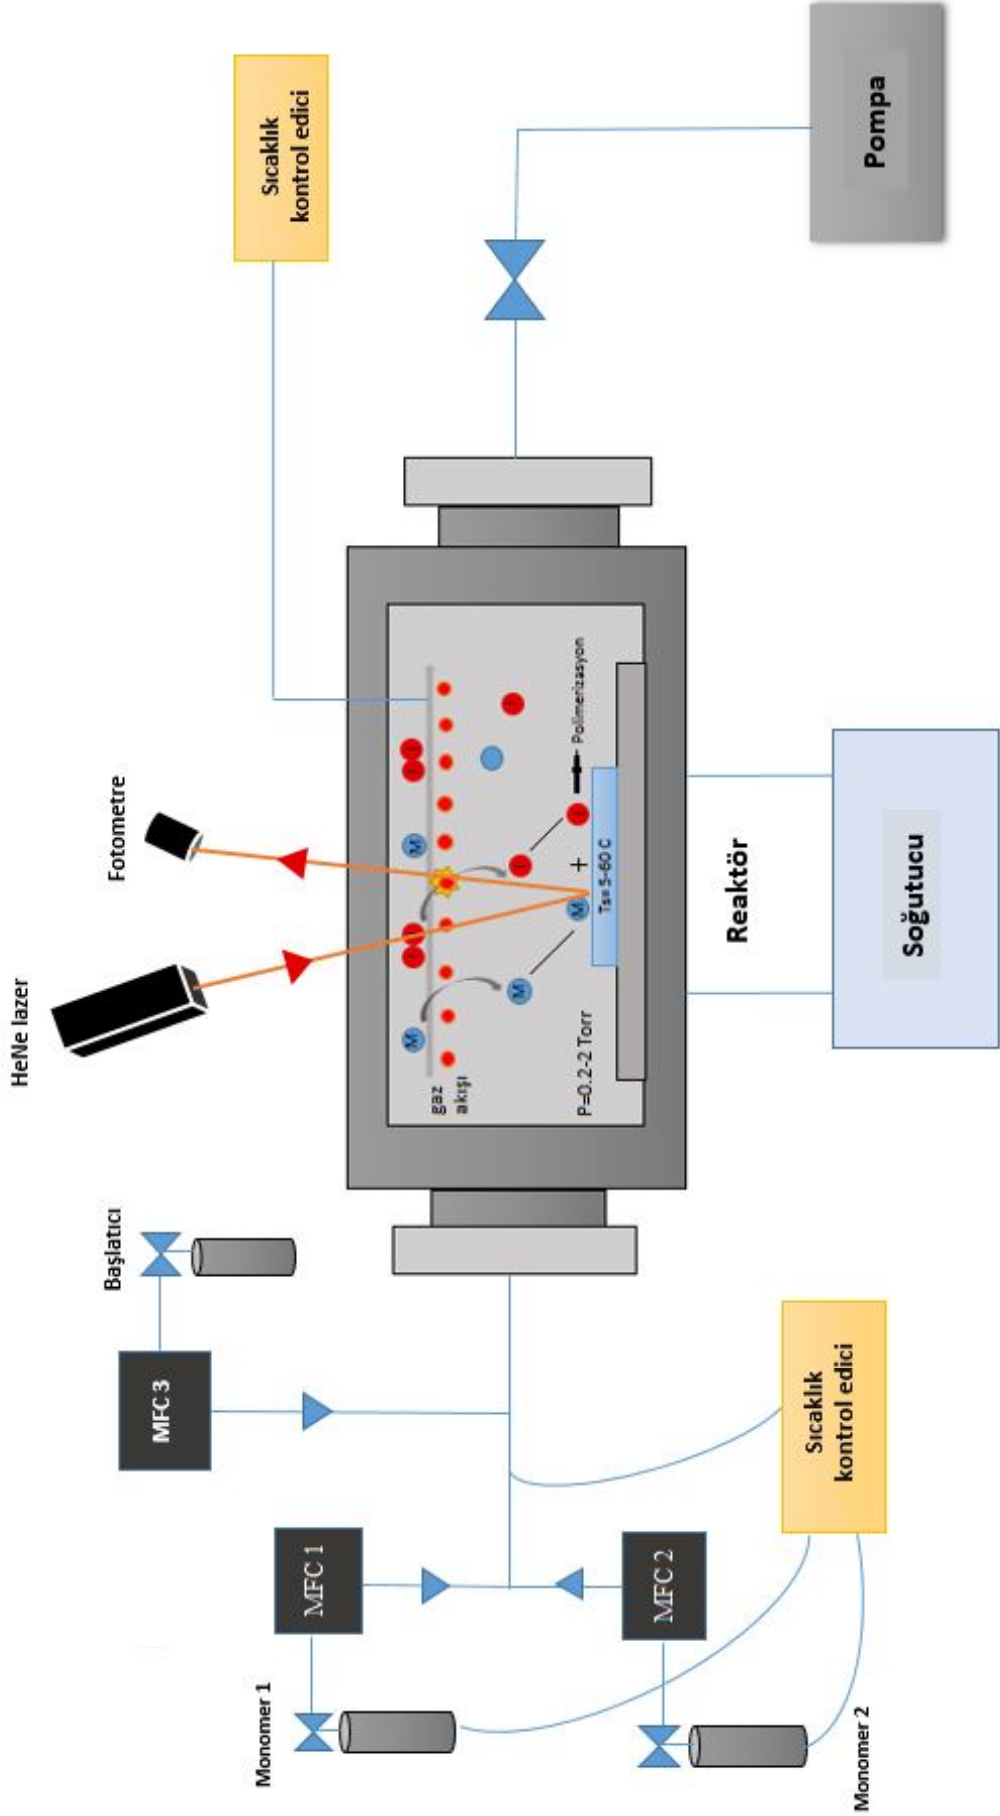 HeNe lazer
Fotometre
Sıcaklık
kontrol edici
Başlatıcı
MFC 3
MFC 1
Monomer 1
MFC 2
Monomer 2
Sıcaklık
kontrol edici
gaz
akışı
M
I I
M
I I
M
I
I
M
+
I
Polimerizasyon
P=0.2-2 Torr
Ts= 5-60 C
Reaktör
Soğutucu
Pompa